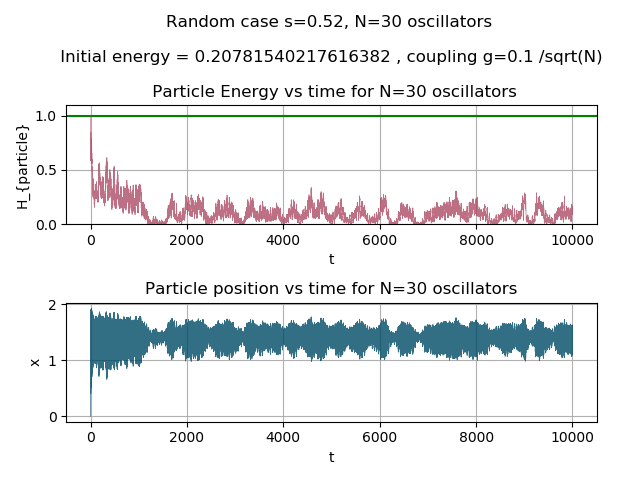 Random case s=0.52, N=30 oscillators
Initial energy = 0.20781540217616382 , coupling g=0.1 /sqrt(N)
Particle Energy vs time for N=30 oscillators
1.0
0.5
0.0
H_{particle}
0 2000 4000 6000 8000 10000
t
Particle position vs time for N=30 oscillators
2
1
0
x
0 2000 4000 6000 8000 10000
t